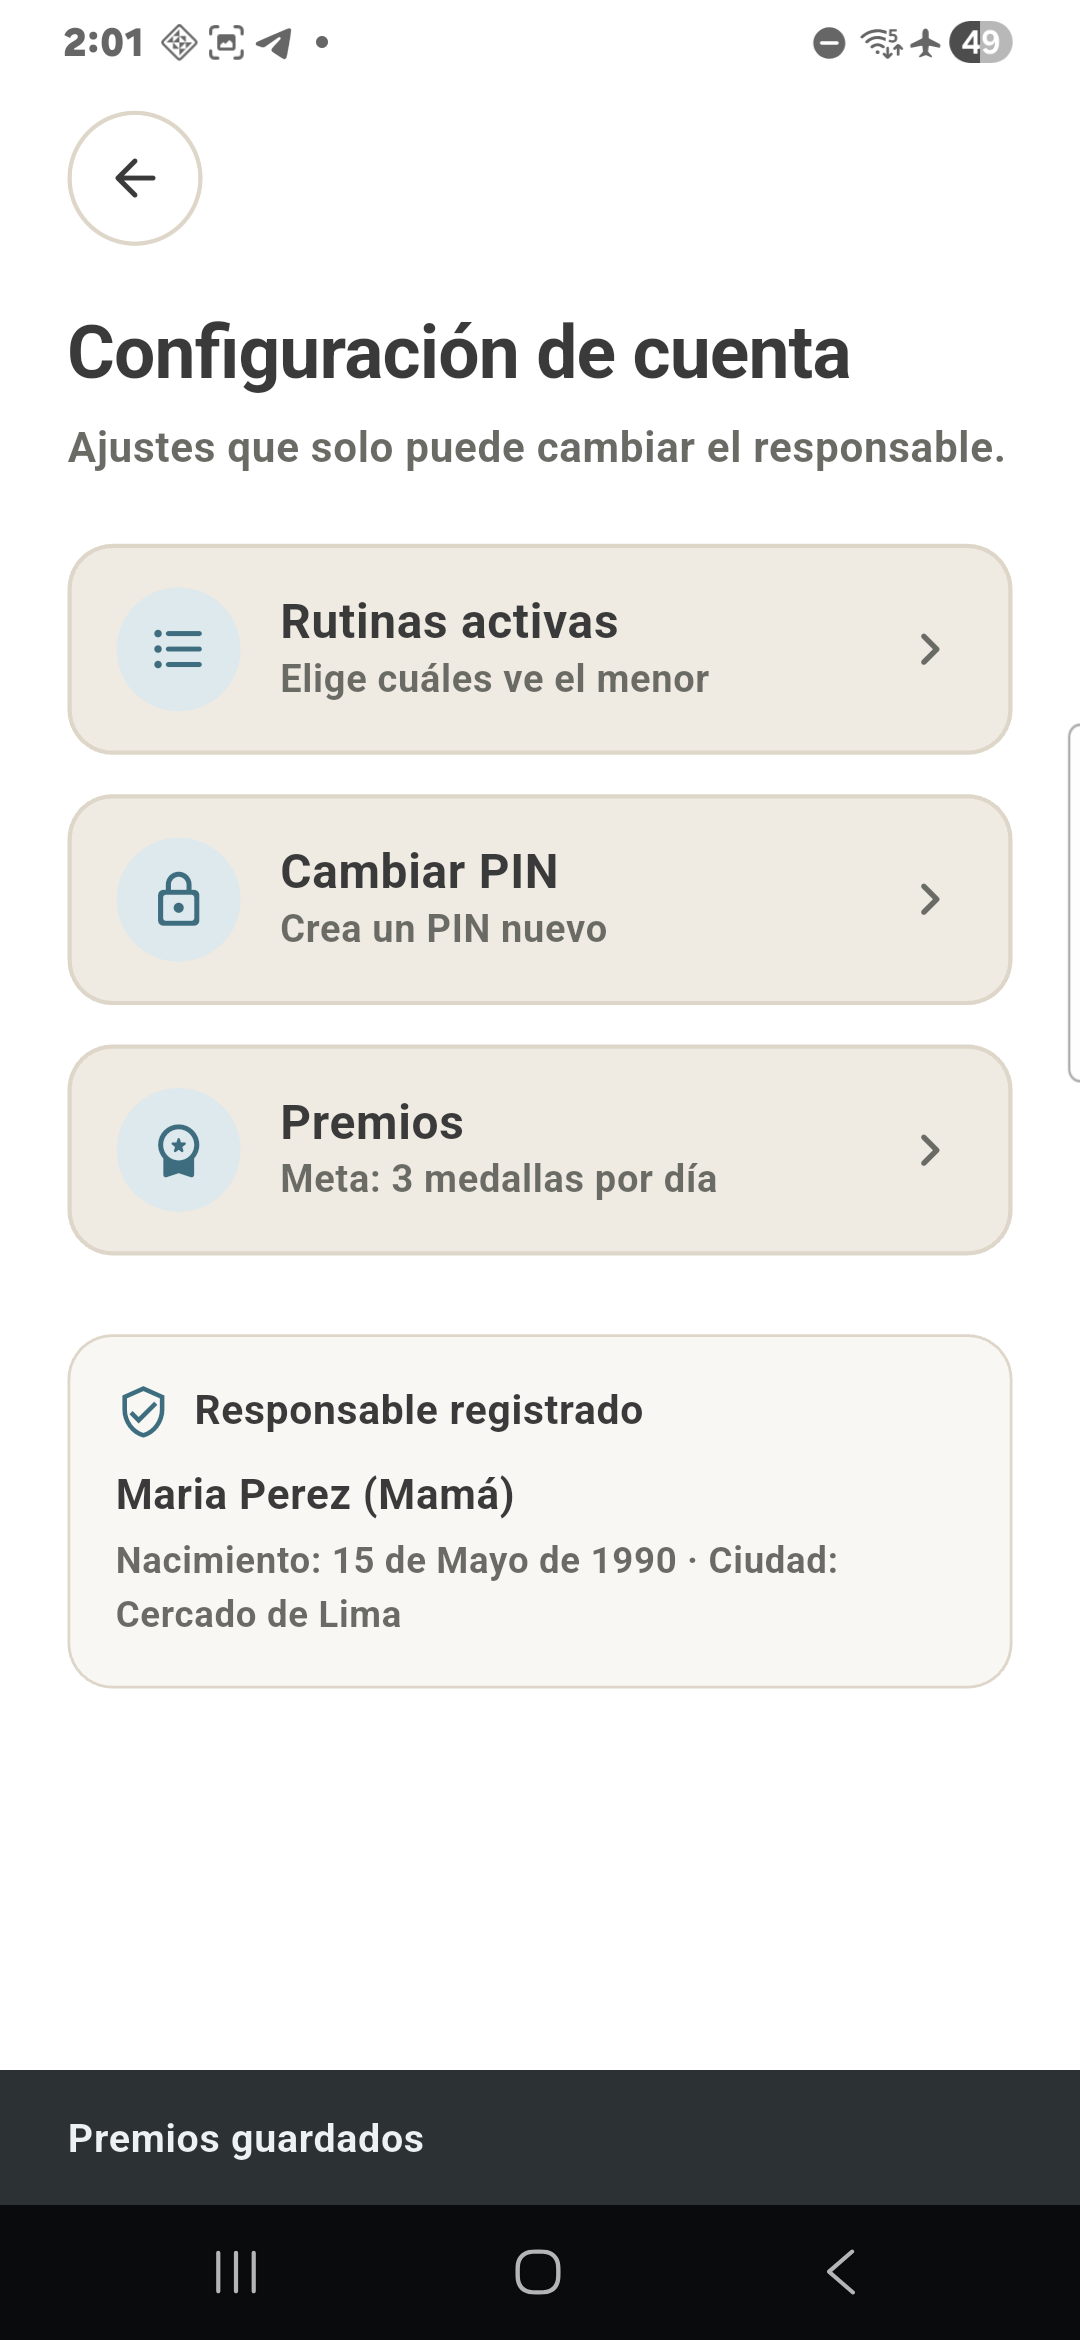 2:01
5
49
Configuración de cuenta
Ajustes que solo puede cambiar el responsable.
Rutinas activas
Elige cuáles ve el menor
Cambiar PIN
Crea un PIN nuevo
Premios
Meta: 3 medallas por día
Responsable registrado
Maria Perez (Mamá)
Nacimiento: 15 de Mayo de 1990 · Ciudad:
Cercado de Lima
Premios guardados